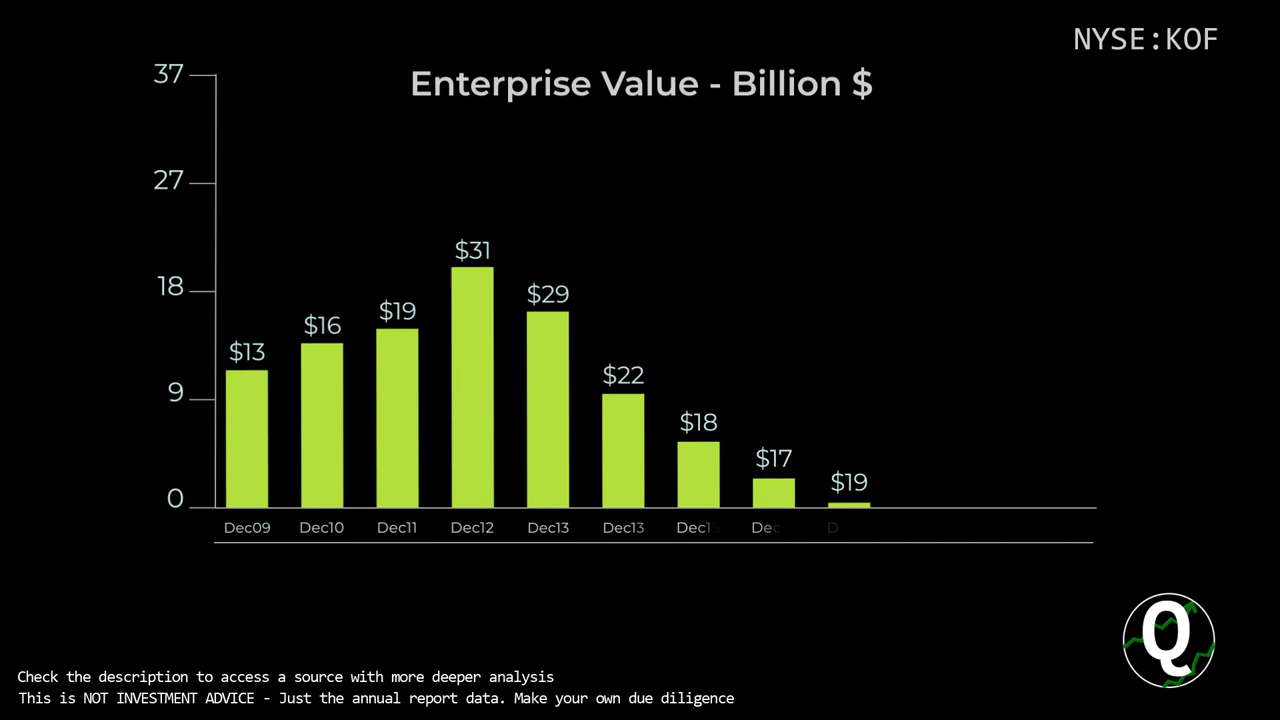 NYSE:KOF
Enterprise Value - Billion $
37
27
18
9
0
$13
$16
$19
$31
$29
$22
$18
$17
$19
Dec09
Dec10
Dec11
Dec12
Dec13
Dec13
Dec1
Dec
D
Q
Check the description to access a source with more deeper analysis
This is NOT INVESTMENT ADVICE - Just the annual report data. Make your own due diligence